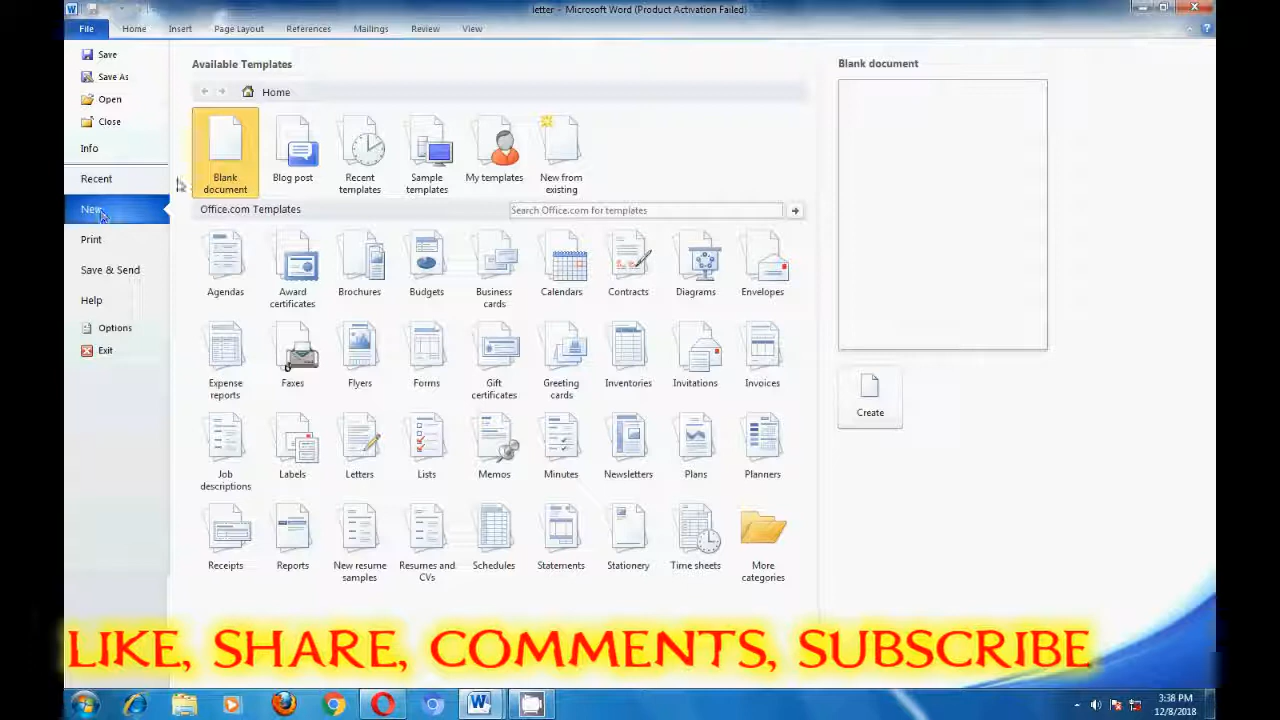 letter - Microsoft Word (Product Activation Failed)
File Home Insert Page Layout References Mailings Review View
Save
Save As
Open
Close
Info
Recent
New
Print
Save & Send
Help
Options
Exit
Available Templates
Home
Blank document
Blog post
Recent templates
Sample templates
My templates
New from existing
Office.com Templates
Search Office.com for templates
Agendas
Award certificates
Brochures
Budgets
Business cards
Calendars
Contracts
Diagrams
Envelopes
Expense reports
Faxes
Flyers
Forms
Gift certificates
Greeting cards
Inventories
Invitations
Invoices
Job descriptions
Labels
Letters
Lists
Memos
Minutes
Newsletters
Plans
Planners
Receipts
Reports
New resume samples
Resumes and CVs
Schedules
Statements
Stationery
Time sheets
More categories
Blank document
Create
LIKE, SHARE, COMMENTS, SUBSCRIBE
3:38 PM
12/8/2018